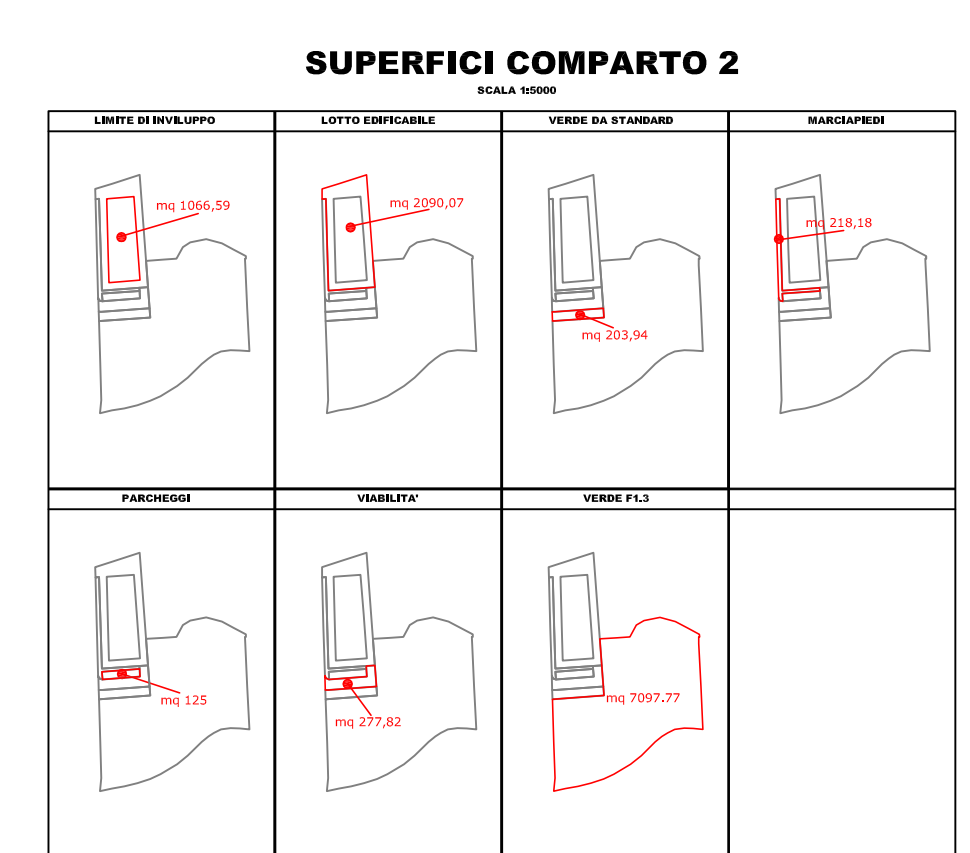 SUPERFICI COMPARTO 2
SCALA 1:5000
LIMITE DI INVILUPPO
LOTTO EDIFICABILE
VERDE DA STANDARD
MARCIAPIEDI
mq 1066,59
mq 2090,07
mq 203,94
mq 218,18
PARCHEGGI
VIABILITA'
VERDE F1.3
mq 125
mq 277,82
mq 7097.77